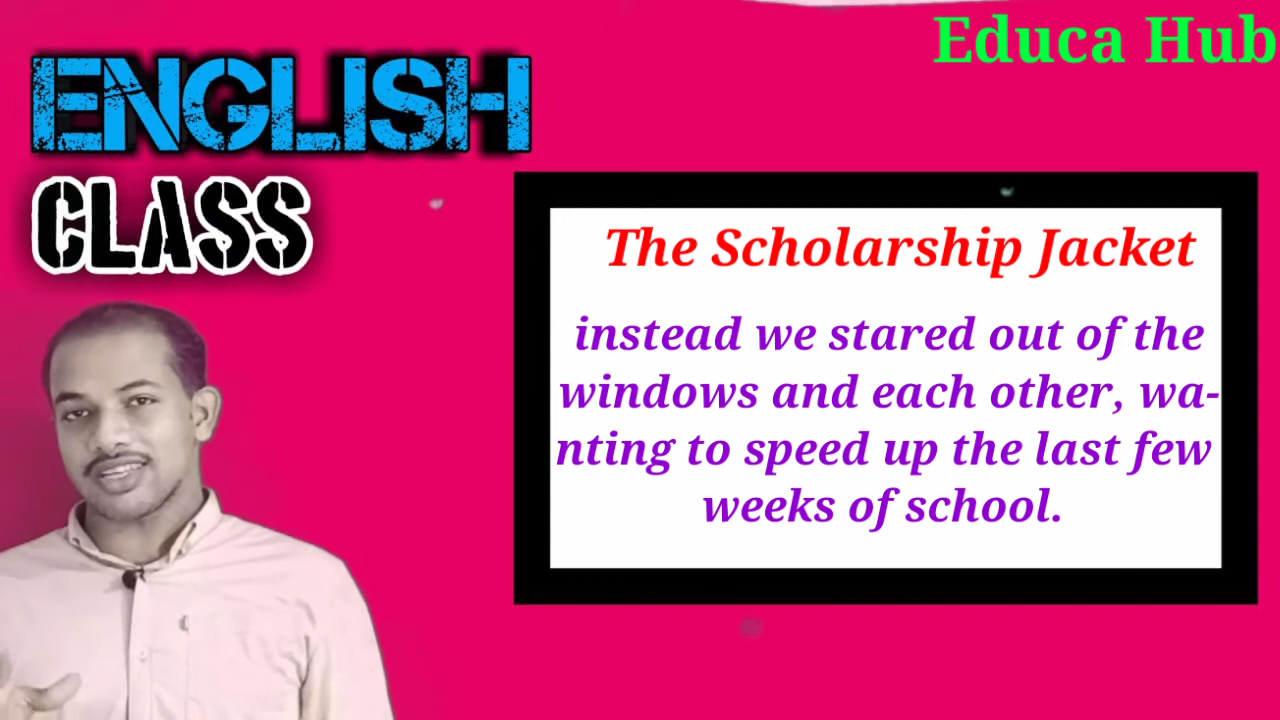 Educa Hub
ENGLISH
CLASS
The Scholarship Jacket
instead we stared out of the
windows and each other, wa-
nting to speed up the last few
weeks of school.